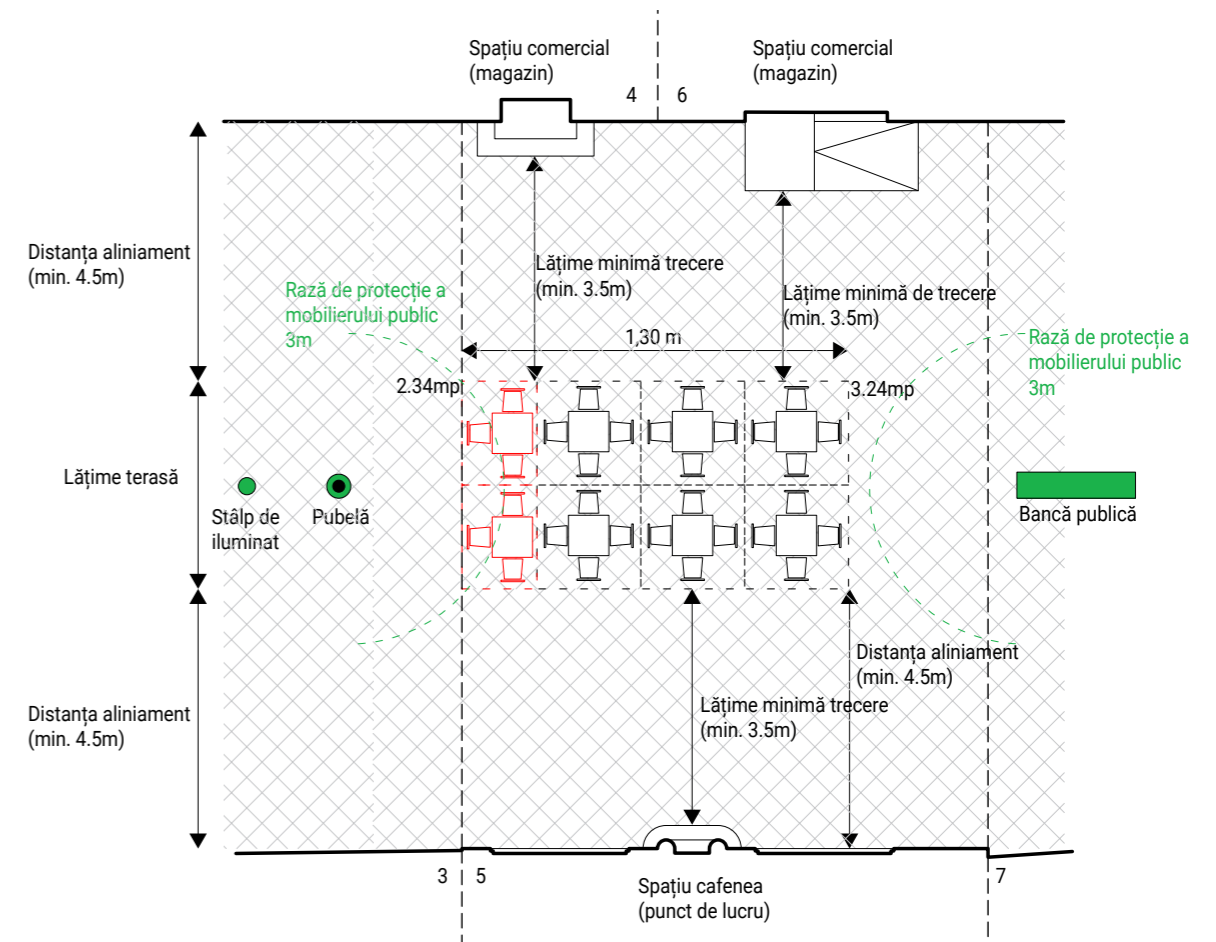 Spațiu comercial
(magazin)
Spațiu comercial
(magazin)
4
6
Distanța aliniament
(min. 4.5m)
Lățime minimă trecere
(min. 3.5m)
Lățime minimă de trecere
(min. 3.5m)
Rază de protecție a
mobilierului public
3m
1,30 m
Rază de protecție a
mobilierului public
3m
2.34mp
3.24mp
Lățime terasă
Stâlp de
iluminat
Pubelă
Bancă publică
Distanța aliniament
(min. 4.5m)
Lățime minimă trecere
(min. 3.5m)
Distanța aliniament
(min. 4.5m)
3
5
7
Spațiu cafenea
(punct de lucru)